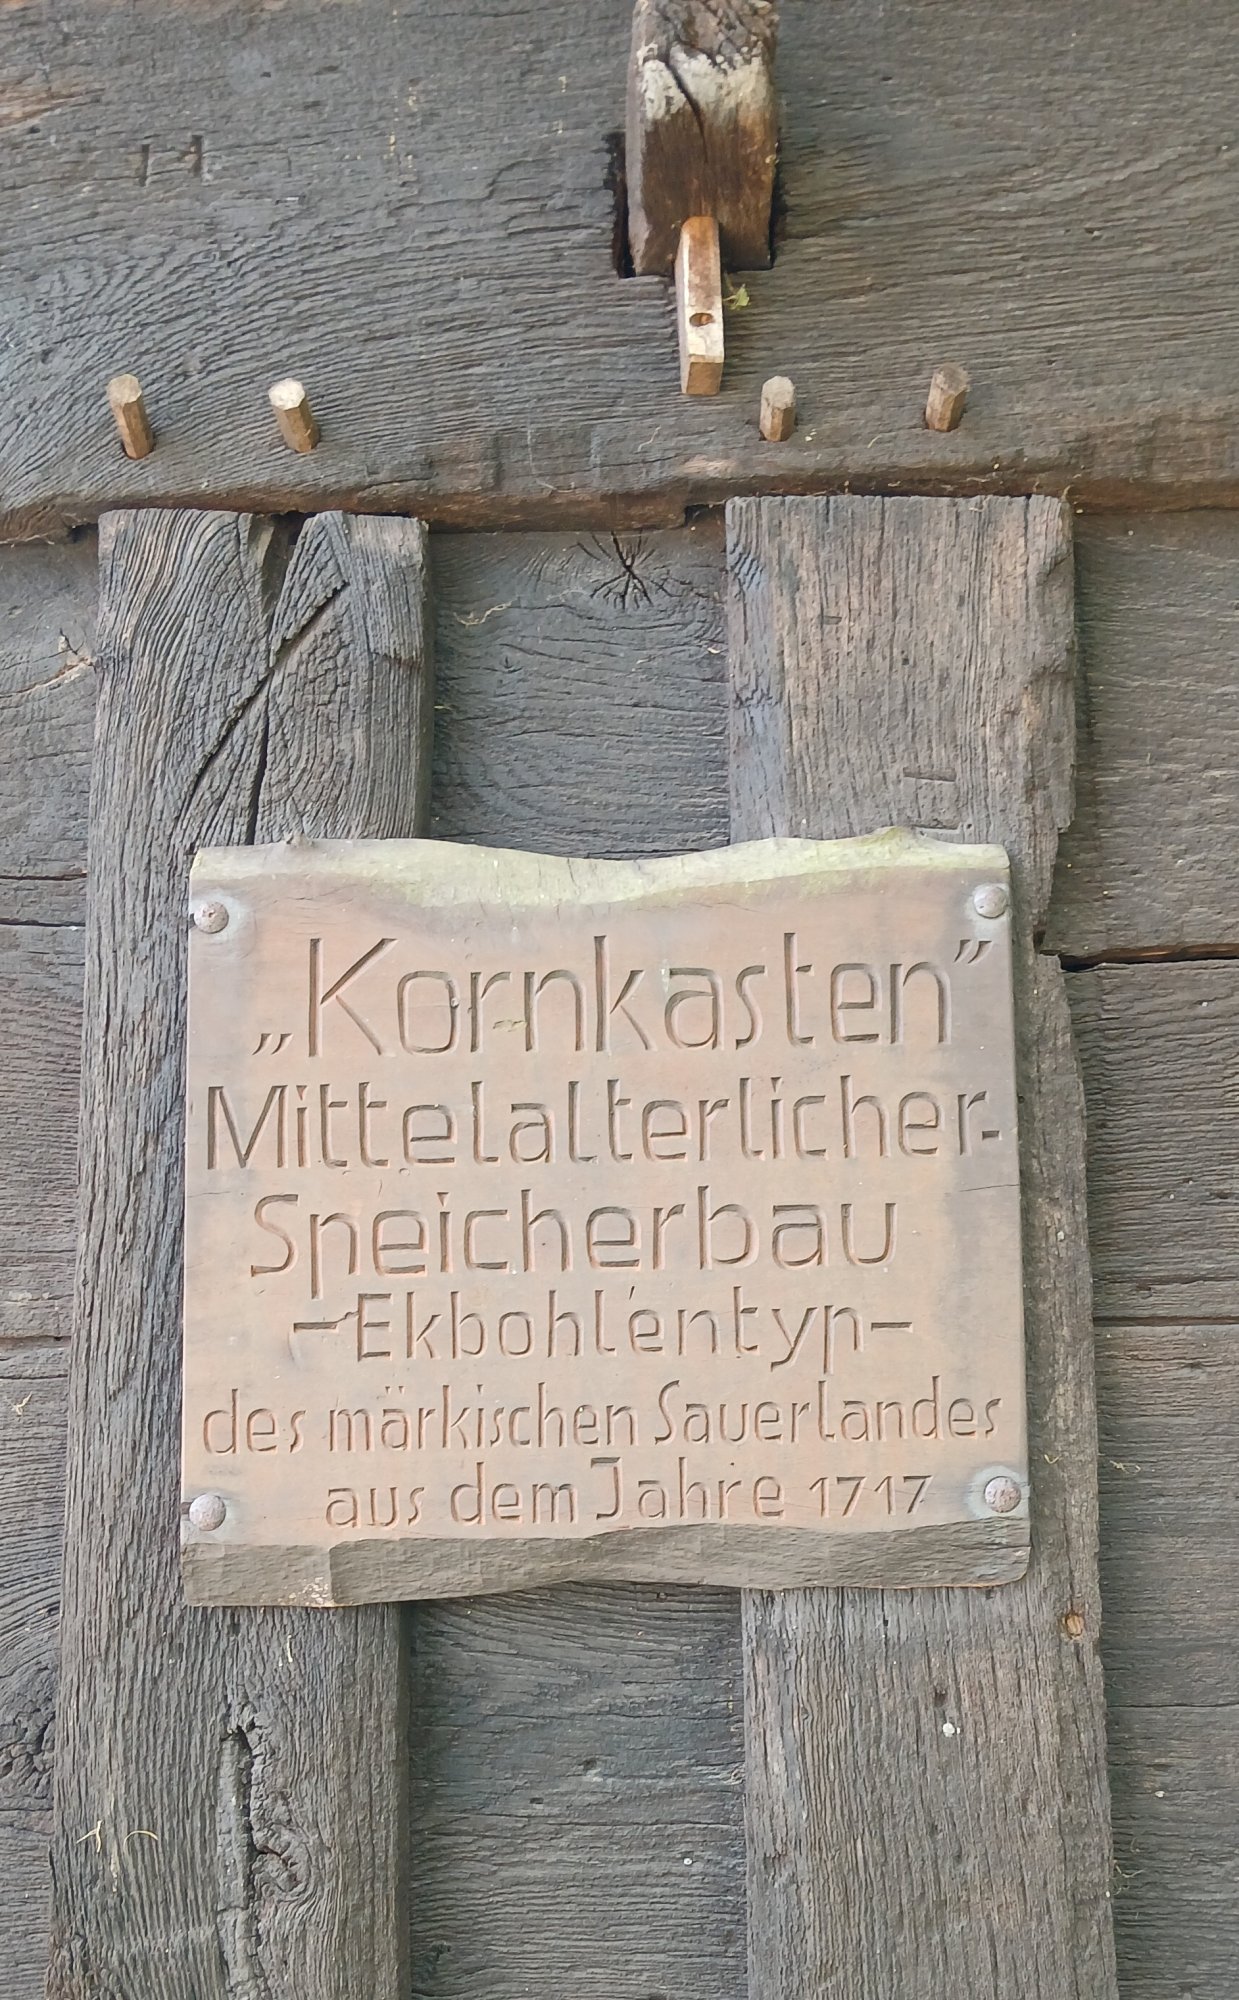 „Kornkasten”
Mittelalterlicher-
Speicherbau
-Ekbohlentyp-
des märkischen Sauerlandes
aus dem Jahre 1717